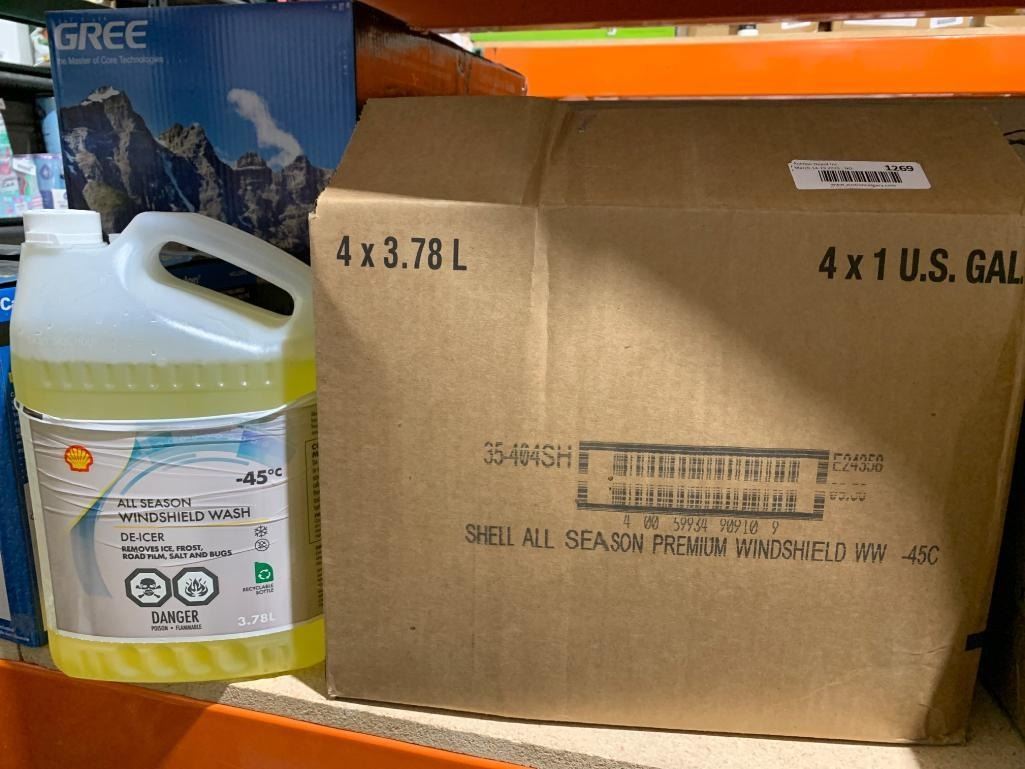 GREE
the Master of Core Technologies
1269
4 x 3.78 L
4 x 1 U.S. GAL
35-404SH
E24358
4 00 59934 90910 9
SHELL ALL SEASON PREMIUM WINDSHIELD WW -45C
-45°C
ALL SEASON
WINDSHIELD WASH
DE-ICER
REMOVES ICE, FROST,
ROAD FILM, SALT AND BUGS
RECYCLABLE
BOTTLE
DANGER
POISON • FLAMMABLE
3.78L